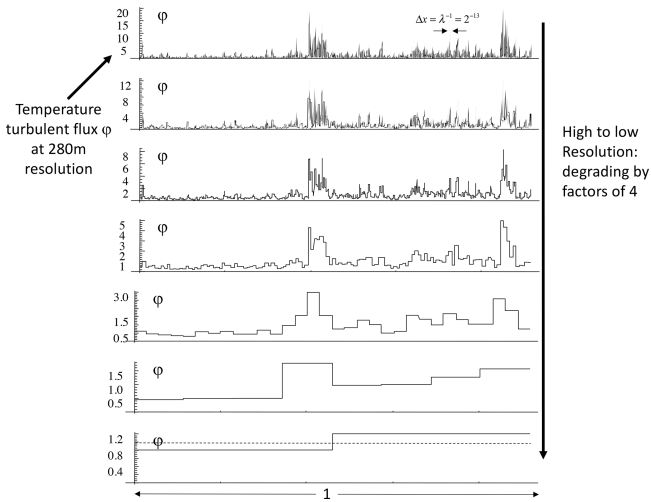 20
15
10
5
φ
Δx = λ⁻¹ = 2⁻¹³
12
8
4
φ
Temperature
turbulent flux φ
at 280m
resolution
High to low
Resolution:
degrading by
factors of 4
8
6
4
2
φ
5
4
3
2
1
φ
3.0
1.5
0.5
φ
1.5
1.0
0.5
φ
1.2
0.8
0.4
φ
1